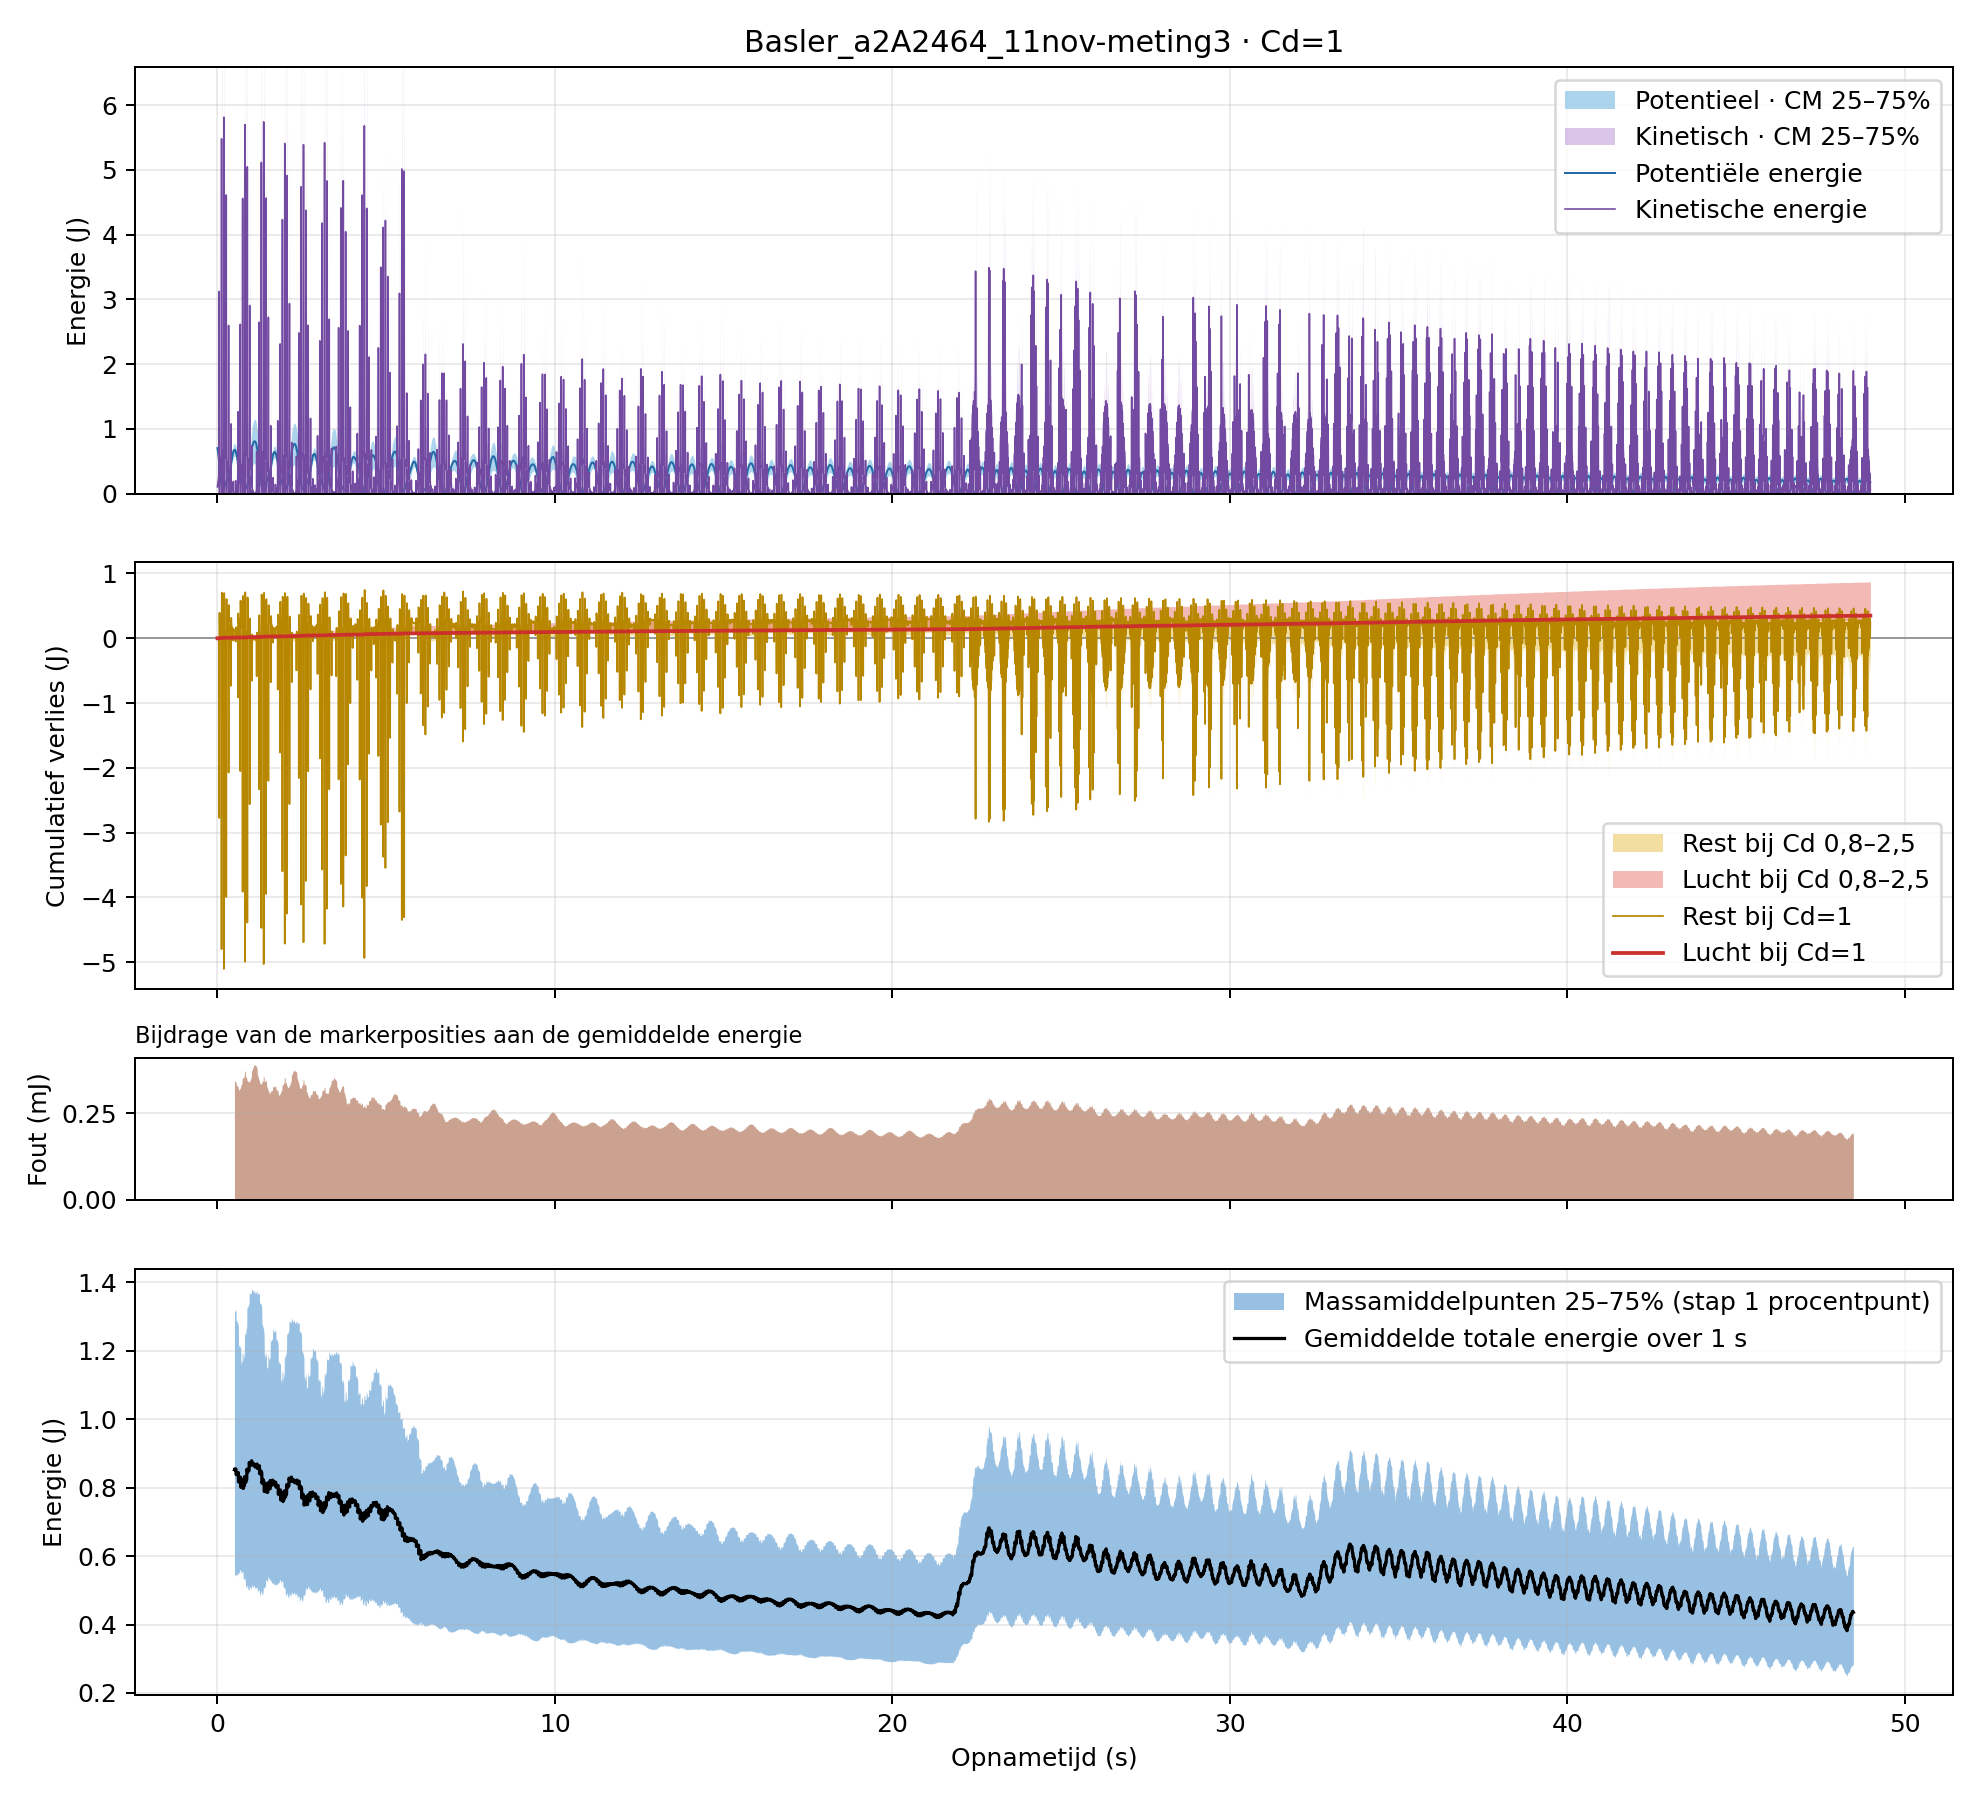 Basler_a2A2464_11nov-meting3 · Cd=1
Energie (J)
6
5
4
3
2
1
0
Potentieel · CM 25–75%
Kinetisch · CM 25–75%
Potentiële energie
Kinetische energie
Cumulatief verlies (J)
1
0
−1
−2
−3
−4
−5
Rest bij Cd 0,8–2,5
Lucht bij Cd 0,8–2,5
Rest bij Cd=1
Lucht bij Cd=1
Bijdrage van de markerposities aan de gemiddelde energie
Fout (mJ)
0.25
0.00
Energie (J)
1.4
1.2
1.0
0.8
0.6
0.4
0.2
Massamiddelpunten 25–75% (stap 1 procentpunt)
Gemiddelde totale energie over 1 s
0 10 20 30 40 50
Opnametijd (s)